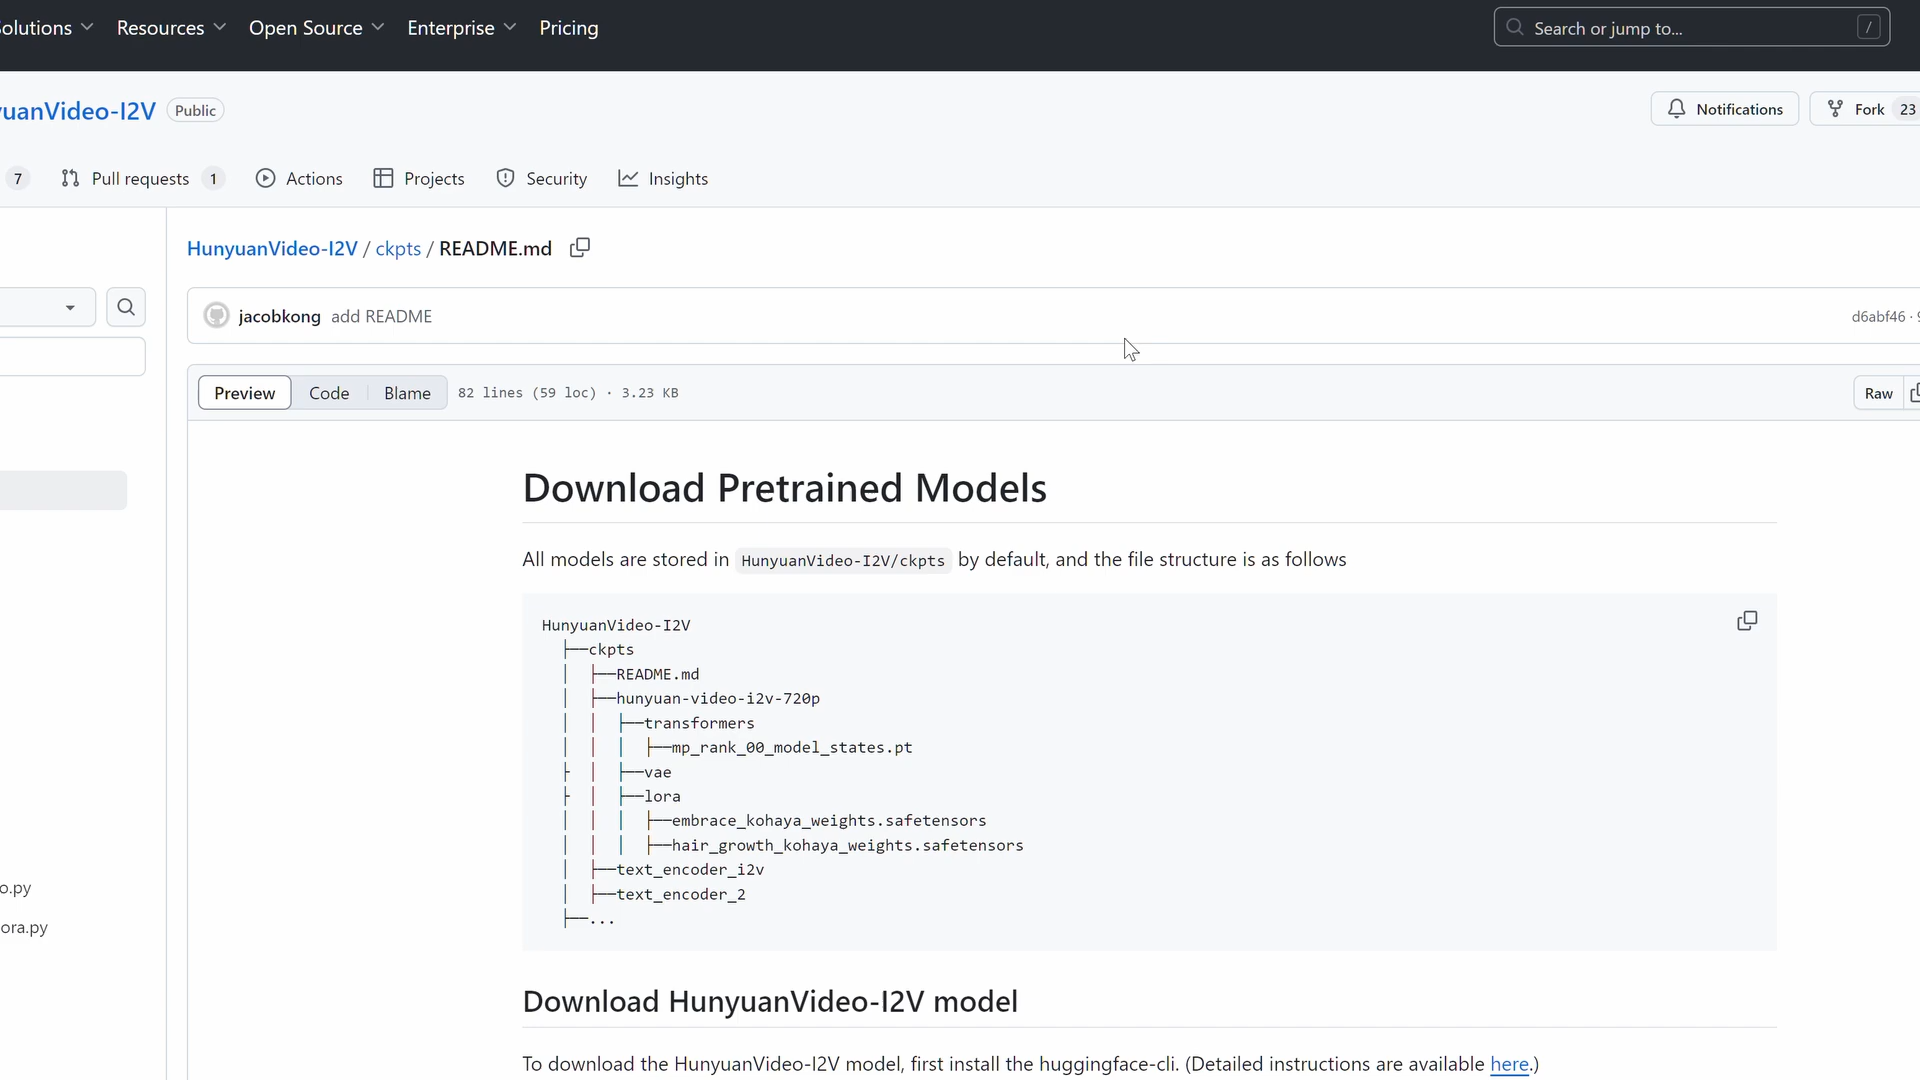 Solutions Resources Open Source Enterprise Pricing Search or jump to... /
yuanVideo-I2V Public Notifications Fork 23
7 Pull requests 1 Actions Projects Security Insights
HunyuanVideo-I2V / ckpts / README.md
jacobkong add README d6abf46 ·
Preview Code Blame 82 lines (59 loc) · 3.23 KB Raw
Download Pretrained Models
All models are stored in HunyuanVideo-I2V/ckpts by default, and the file structure is as follows
HunyuanVideo-I2V
├──ckpts
│ ├──README.md
│ ├──hunyuan-video-i2v-720p
│ │ ├──transformers
│ │ │ ├──mp_rank_00_model_states.pt
├ │ ├──vae
├ │ ├──lora
│ │ │ ├──embrace_kohaya_weights.safetensors
│ │ │ ├──hair_growth_kohaya_weights.safetensors
│ ├──text_encoder_i2v
│ ├──text_encoder_2
├──...
o.py
ora.py
Download HunyuanVideo-I2V model
To download the HunyuanVideo-I2V model, first install the huggingface-cli. (Detailed instructions are available here.)